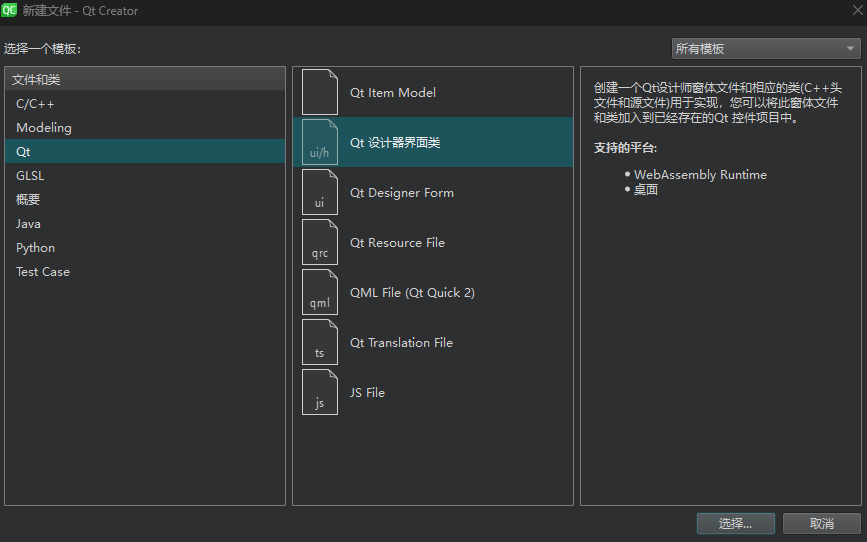 QC
新建文件 - Qt Creator
选择一个模板:
所有模板
文件和类
C/C++
Modeling
Qt
GLSL
概要
Java
Python
Test Case
Qt Item Model
ui/h
Qt 设计器界面类
ui
Qt Designer Form
qrc
Qt Resource File
qml
QML File (Qt Quick 2)
ts
Qt Translation File
js
JS File
创建一个Qt设计师窗体文件和相应的类(C++头
文件和源文件)用于实现，您可以将此窗体文件
和类加入到已经存在的Qt 控件项目中。
支持的平台:
• WebAssembly Runtime
• 桌面
选择...
取消